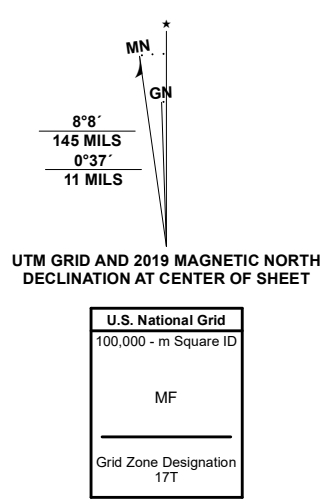 ★
MN
GN
8°8´
145 MILS
0°37´
11 MILS
UTM GRID AND 2019 MAGNETIC NORTH
DECLINATION AT CENTER OF SHEET
U.S. National Grid
100,000 - m Square ID
MF
Grid Zone Designation
17T